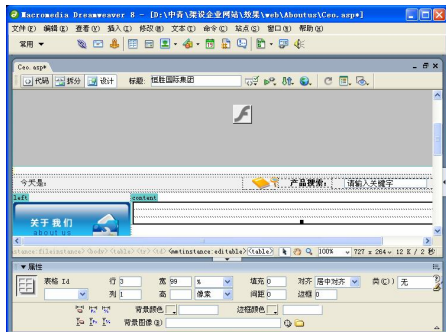 Macromedia Dreamweaver 8 - [D:\中青\架设企业网站\效果\web\Aboutus\Ceo.asp*]
文件(F) 编辑(E) 查看(V) 插入(I) 修改(M) 文本(T) 命令(C) 站点(S) 窗口(W) 帮助(H)
常用
Ceo.asp*
代码 拆分 设计 标题: 恒胜国际集团
今天是: 产品搜索: 请输入关键字
left content
关于我们
about us
<body> <table> <tr> <td> <mmtinstance:editable> <table> 100% 727 x 264 12 K / 2 秒
属性
表格 Id 行 3 宽 99 % 填充 0 对齐 居中对齐 类(C) 无
列 1 高 像素 间距 0 边框 0
背景颜色 边框颜色
背景图像(B)